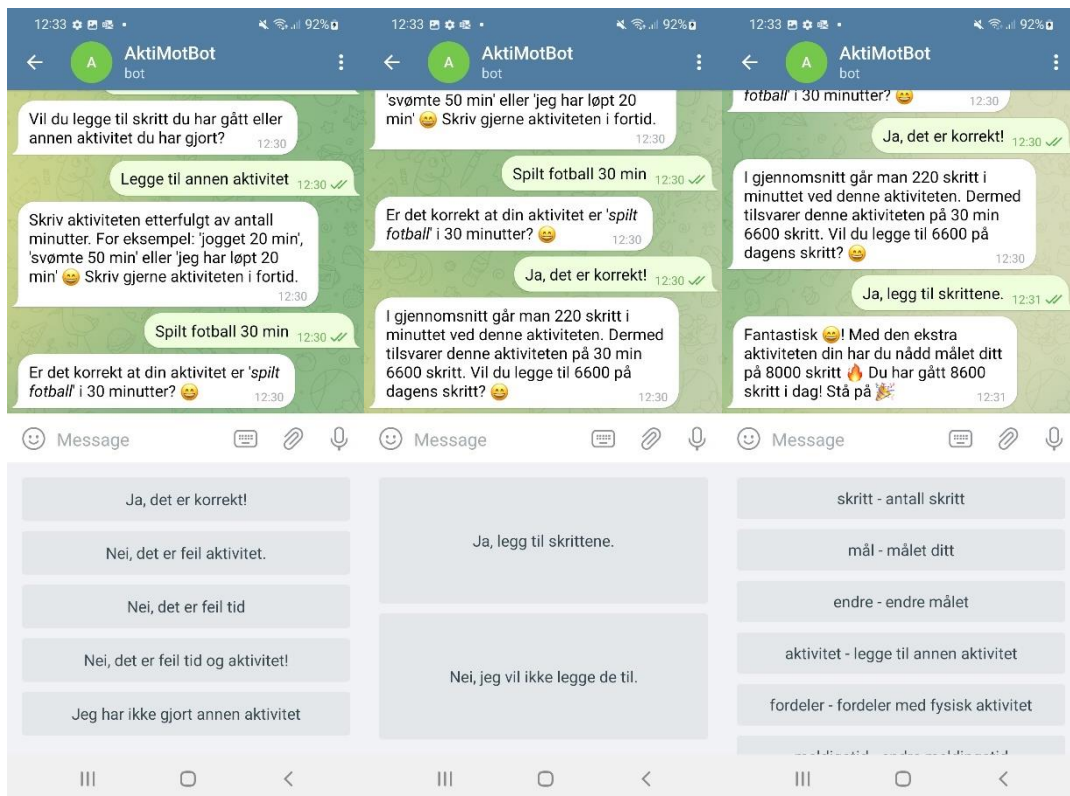 12:33 92%
AktiMotBot
A
bot
Vil du legge til skritt du har gått eller
annen aktivitet du har gjort?
12:30
Legge til annen aktivitet 12:30
Skriv aktiviteten etterfulgt av antall
minutter. For eksempel: 'jogget 20 min',
'svømte 50 min' eller 'jeg har løpt 20
min' 😄 Skriv gjerne aktiviteten i fortid.
12:30
Spilt fotball 30 min 12:30
Er det korrekt at din aktivitet er 'spilt
fotball' i 30 minutter? 😄
12:30
Message
Ja, det er korrekt!
Nei, det er feil aktivitet.
Nei, det er feil tid
Nei, det er feil tid og aktivitet!
Jeg har ikke gjort annen aktivitet
12:33 92%
AktiMotBot
A
bot
'svømte 50 min' eller 'jeg har løpt 20
min' 😄 Skriv gjerne aktiviteten i fortid.
12:30
Spilt fotball 30 min 12:30
Er det korrekt at din aktivitet er 'spilt
fotball' i 30 minutter? 😄
12:30
Ja, det er korrekt! 12:30
I gjennomsnitt går man 220 skritt i
minuttet ved denne aktiviteten. Dermed
tilsvarer denne aktiviteten på 30 min
6600 skritt. Vil du legge til 6600 på
dagens skritt? 😄
12:30
Message
Ja, legg til skrittene.
Nei, jeg vil ikke legge de til.
12:33 92%
AktiMotBot
A
bot
fotball' i 30 minutter? 😄
12:30
Ja, det er korrekt! 12:30
I gjennomsnitt går man 220 skritt i
minuttet ved denne aktiviteten. Dermed
tilsvarer denne aktiviteten på 30 min
6600 skritt. Vil du legge til 6600 på
dagens skritt? 😄
12:30
Ja, legg til skrittene. 12:31
Fantastisk 😄! Med den ekstra
aktiviteten din har du nådd målet ditt
på 8000 skritt 🔥 Du har gått 8600
skritt i dag! Stå på 🎉
12:31
Message
skritt - antall skritt
mål - målet ditt
endre - endre målet
aktivitet - legge til annen aktivitet
fordeler - fordeler med fysisk aktivitet